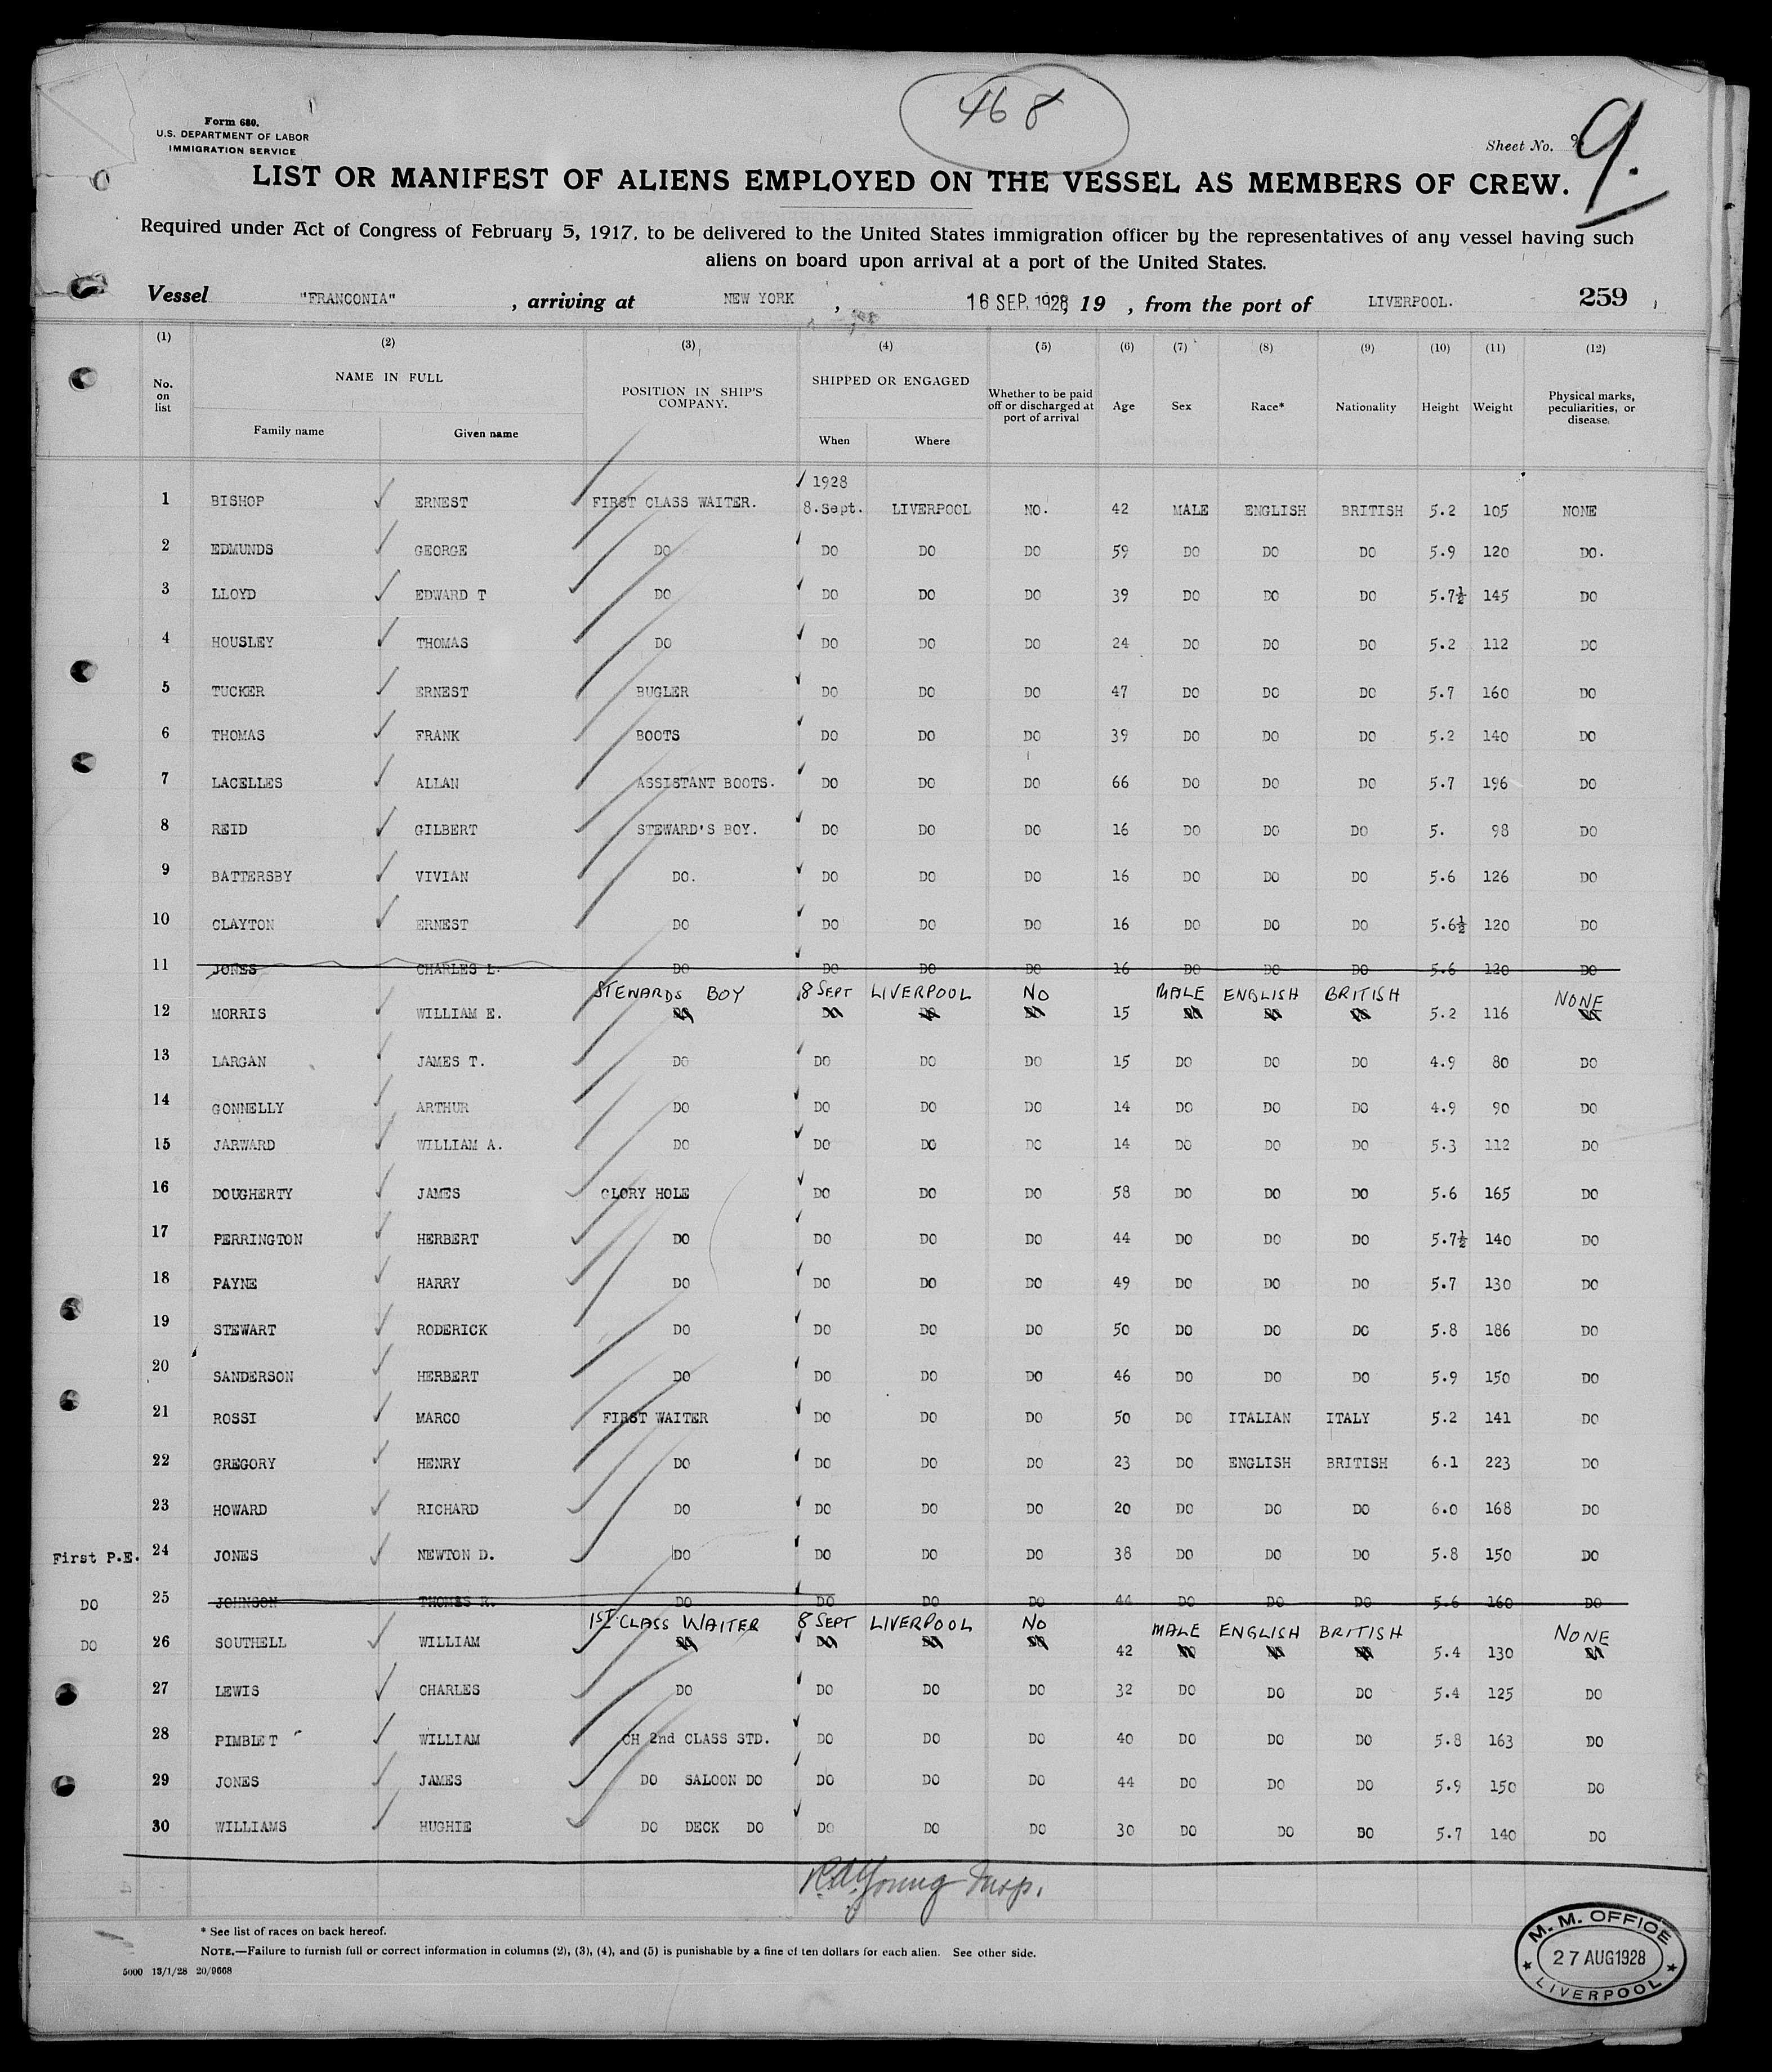 468
Form 689.
U.S. DEPARTMENT OF LABOR
IMMIGRATION SERVICE
Sheet No. 9.
LIST OR MANIFEST OF ALIENS EMPLOYED ON THE VESSEL AS MEMBERS OF CREW.
Required under Act of Congress of February 5, 1917, to be delivered to the United States immigration officer by the representatives of any vessel having such
aliens on board upon arrival at a port of the United States.
Vessel "FRANCONIA", arriving at NEW YORK, 16 SEP. 1928, 19 , from the port of LIVERPOOL. 259
(1) (2) (3) (4) (5) (6) (7) (8) (9) (10) (11) (12)
No. on list NAME IN FULL POSITION IN SHIP'S COMPANY. SHIPPED OR ENGAGED Whether to be paid off or discharged at port of arrival Age Sex Race* Nationality Height Weight Physical marks, peculiarities, or disease.
Family name Given name When Where
1928
1 BISHOP ERNEST FIRST CLASS WAITER. 8.Sept. LIVERPOOL NO. 42 MALE ENGLISH BRITISH 5.2 105 NONE
2 EDMUNDS GEORGE DO DO DO DO 59 DO DO DO 5.9 120 DO.
3 LLOYD EDWARD T DO DO DO DO 39 DO DO DO 5.7½ 145 DO
4 HOUSLEY THOMAS DO DO DO DO 24 DO DO DO 5.2 112 DO
5 TUCKER ERNEST BUGLER DO DO DO 47 DO DO DO 5.7 160 DO
6 THOMAS FRANK BOOTS DO DO DO 39 DO DO DO 5.2 140 DO
7 LACELLES ALLAN ASSISTANT BOOTS. DO DO DO 66 DO DO DO 5.7 196 DO
8 REID GILBERT STEWARD'S BOY. DO DO DO 16 DO DO DO 5. 98 DO
9 BATTERSBY VIVIAN DO. DO DO DO 16 DO DO DO 5.6 126 DO
10 CLAYTON ERNEST DO DO DO DO 16 DO DO DO 5.6½ 120 DO
11 JONES CHARLES L. DO DO DO DO 16 DO DO DO 5.6 120 DO
STEWARDS BOY 8 SEPT LIVERPOOL NO MALE ENGLISH BRITISH NONE
12 MORRIS WILLIAM E. 15 5.2 116
13 LARGAN JAMES T. DO DO DO DO 15 DO DO DO 4.9 80 DO
14 GONNELLY ARTHUR DO DO DO DO 14 DO DO DO 4.9 90 DO
15 JARWARD WILLIAM A. DO DO DO DO 14 DO DO DO 5.3 112 DO
16 DOUGHERTY JAMES GLORY HOLE DO DO DO 58 DO DO DO 5.6 165 DO
17 PERRINGTON HERBERT DO DO DO DO 44 DO DO DO 5.7½ 140 DO
18 PAYNE HARRY DO DO DO DO 49 DO DO DO 5.7 130 DO
19 STEWART RODERICK DO DO DO DO 50 DO DO DO 5.8 186 DO
20 SANDERSON HERBERT DO DO DO DO 46 DO DO DO 5.9 150 DO
21 ROSSI MARCO FIRST WAITER DO DO DO 50 DO ITALIAN ITALY 5.2 141 DO
22 GREGORY HENRY DO DO DO DO 23 DO ENGLISH BRITISH 6.1 223 DO
23 HOWARD RICHARD DO DO DO DO 20 DO DO DO 6.0 168 DO
First P.E. 24 JONES NEWTON D. DO DO DO DO 38 DO DO DO 5.8 150 DO
DO 25 JOHNSON THOMAS R. DO DO DO DO 44 DO DO DO 5.6 160 DO
1ST CLASS WAITER 8 SEPT LIVERPOOL NO MALE ENGLISH BRITISH NONE
DO 26 SOUTHELL WILLIAM 42 5.4 130
27 LEWIS CHARLES DO DO DO DO 32 DO DO DO 5.4 125 DO
28 PIMBLET WILLIAM CH 2nd CLASS STD. DO DO DO 40 DO DO DO 5.8 163 DO
29 JONES JAMES DO SALOON DO DO DO DO 44 DO DO DO 5.9 150 DO
30 WILLIAMS HUGHIE DO DECK DO DO DO DO 30 DO DO DO 5.7 140 DO
Young Insp.
* See list of races on back hereof.
NOTE.—Failure to furnish full or correct information in columns (2), (3), (4), and (5) is punishable by a fine of ten dollars for each alien. See other side.
5000 13/1/28 20/9668
M. M. OFFICE
27 AUG 1928
LIVERPOOL